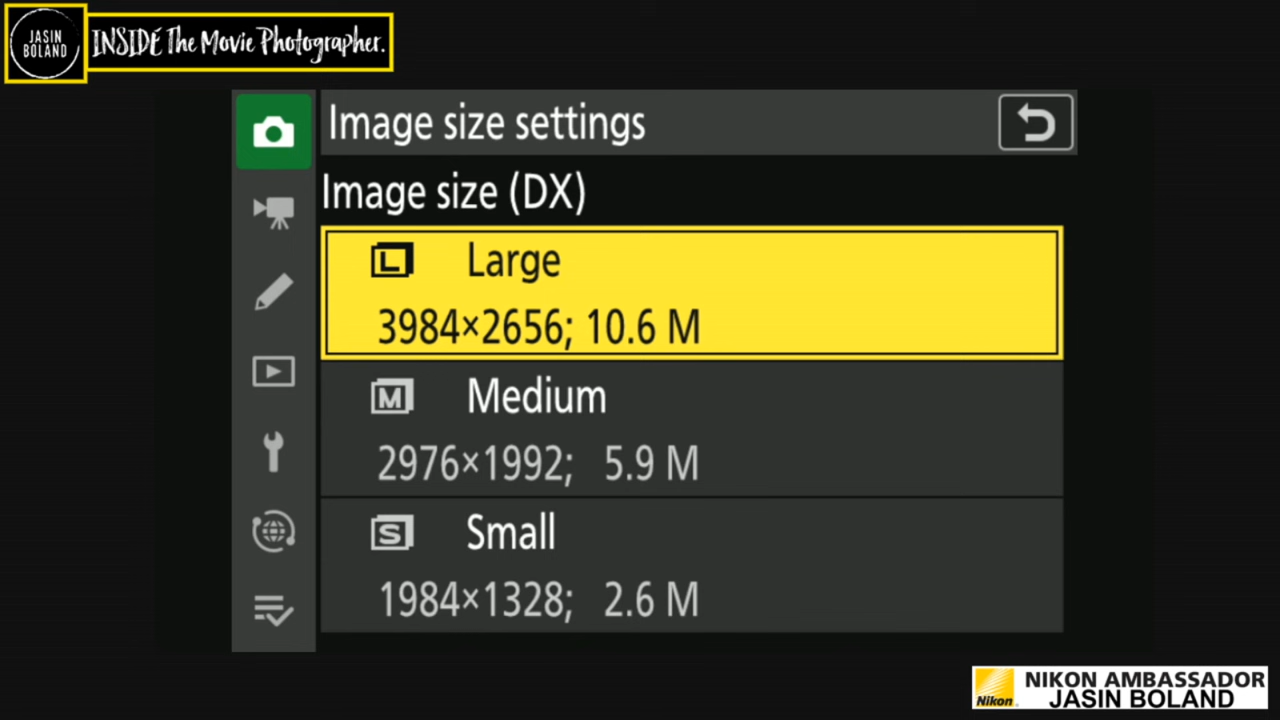 JASIN
BOLAND
INSIDE The Movie Photographer.
Image size settings
Image size (DX)
L Large
3984×2656; 10.6 M
M Medium
2976×1992; 5.9 M
S Small
1984×1328; 2.6 M
Nikon
NIKON AMBASSADOR
JASIN BOLAND